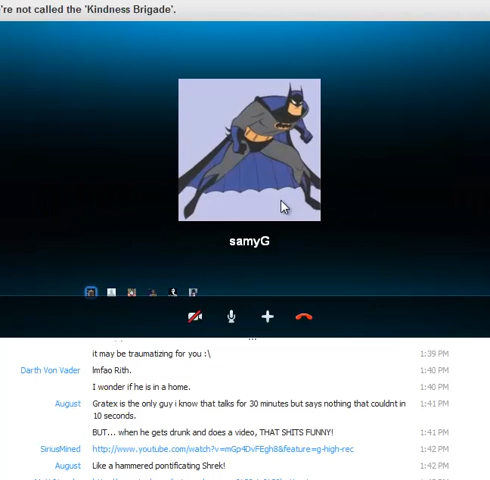 're not called the 'Kindness Brigade'.
samyG
it may be traumatizing for you :\ 1:39 PM
Darth Von Vader lmfao Rith. 1:40 PM
I wonder if he is in a home. 1:40 PM
August Gratex is the only guy i know that talks for 30 minutes but says nothing that couldnt in 1:41 PM
10 seconds.
BUT... when he gets drunk and does a video, THAT SHITS FUNNY! 1:41 PM
SiriusMined http://www.youtube.com/watch?v=mGp4DvFEgh8&feature=g-high-rec 1:42 PM
August Like a hammered pontificating Shrek! 1:42 PM